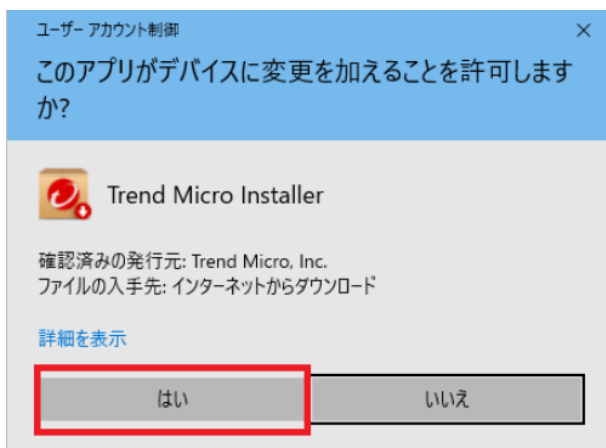 ユーザー アカウント制御
このアプリがデバイスに変更を加えることを許可します
か?
Trend Micro Installer
確認済みの発行元: Trend Micro, Inc.
ファイルの入手先: インターネットからダウンロード
詳細を表示
はい
いいえ